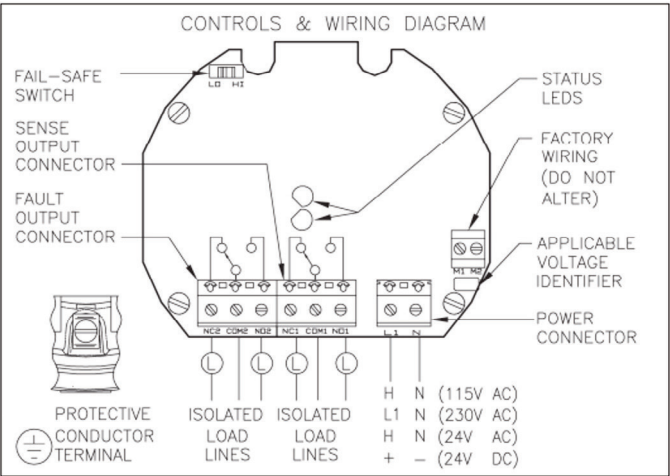 CONTROLS & WIRING DIAGRAM
FAIL-SAFE
SWITCH
LO HI
SENSE
OUTPUT
CONNECTOR
FAULT
OUTPUT
CONNECTOR
STATUS
LEDS
FACTORY
WIRING
(DO NOT
ALTER)
M1 M2
APPLICABLE
VOLTAGE
IDENTIFIER
POWER
CONNECTOR
NC2 COM2 NO2 NC1 COM1 NO1
L1 N
L L L L
PROTECTIVE
CONDUCTOR
TERMINAL
ISOLATED
LOAD
LINES
ISOLATED
LOAD
LINES
H N (115V AC)
L1 N (230V AC)
H N (24V AC)
+ − (24V DC)